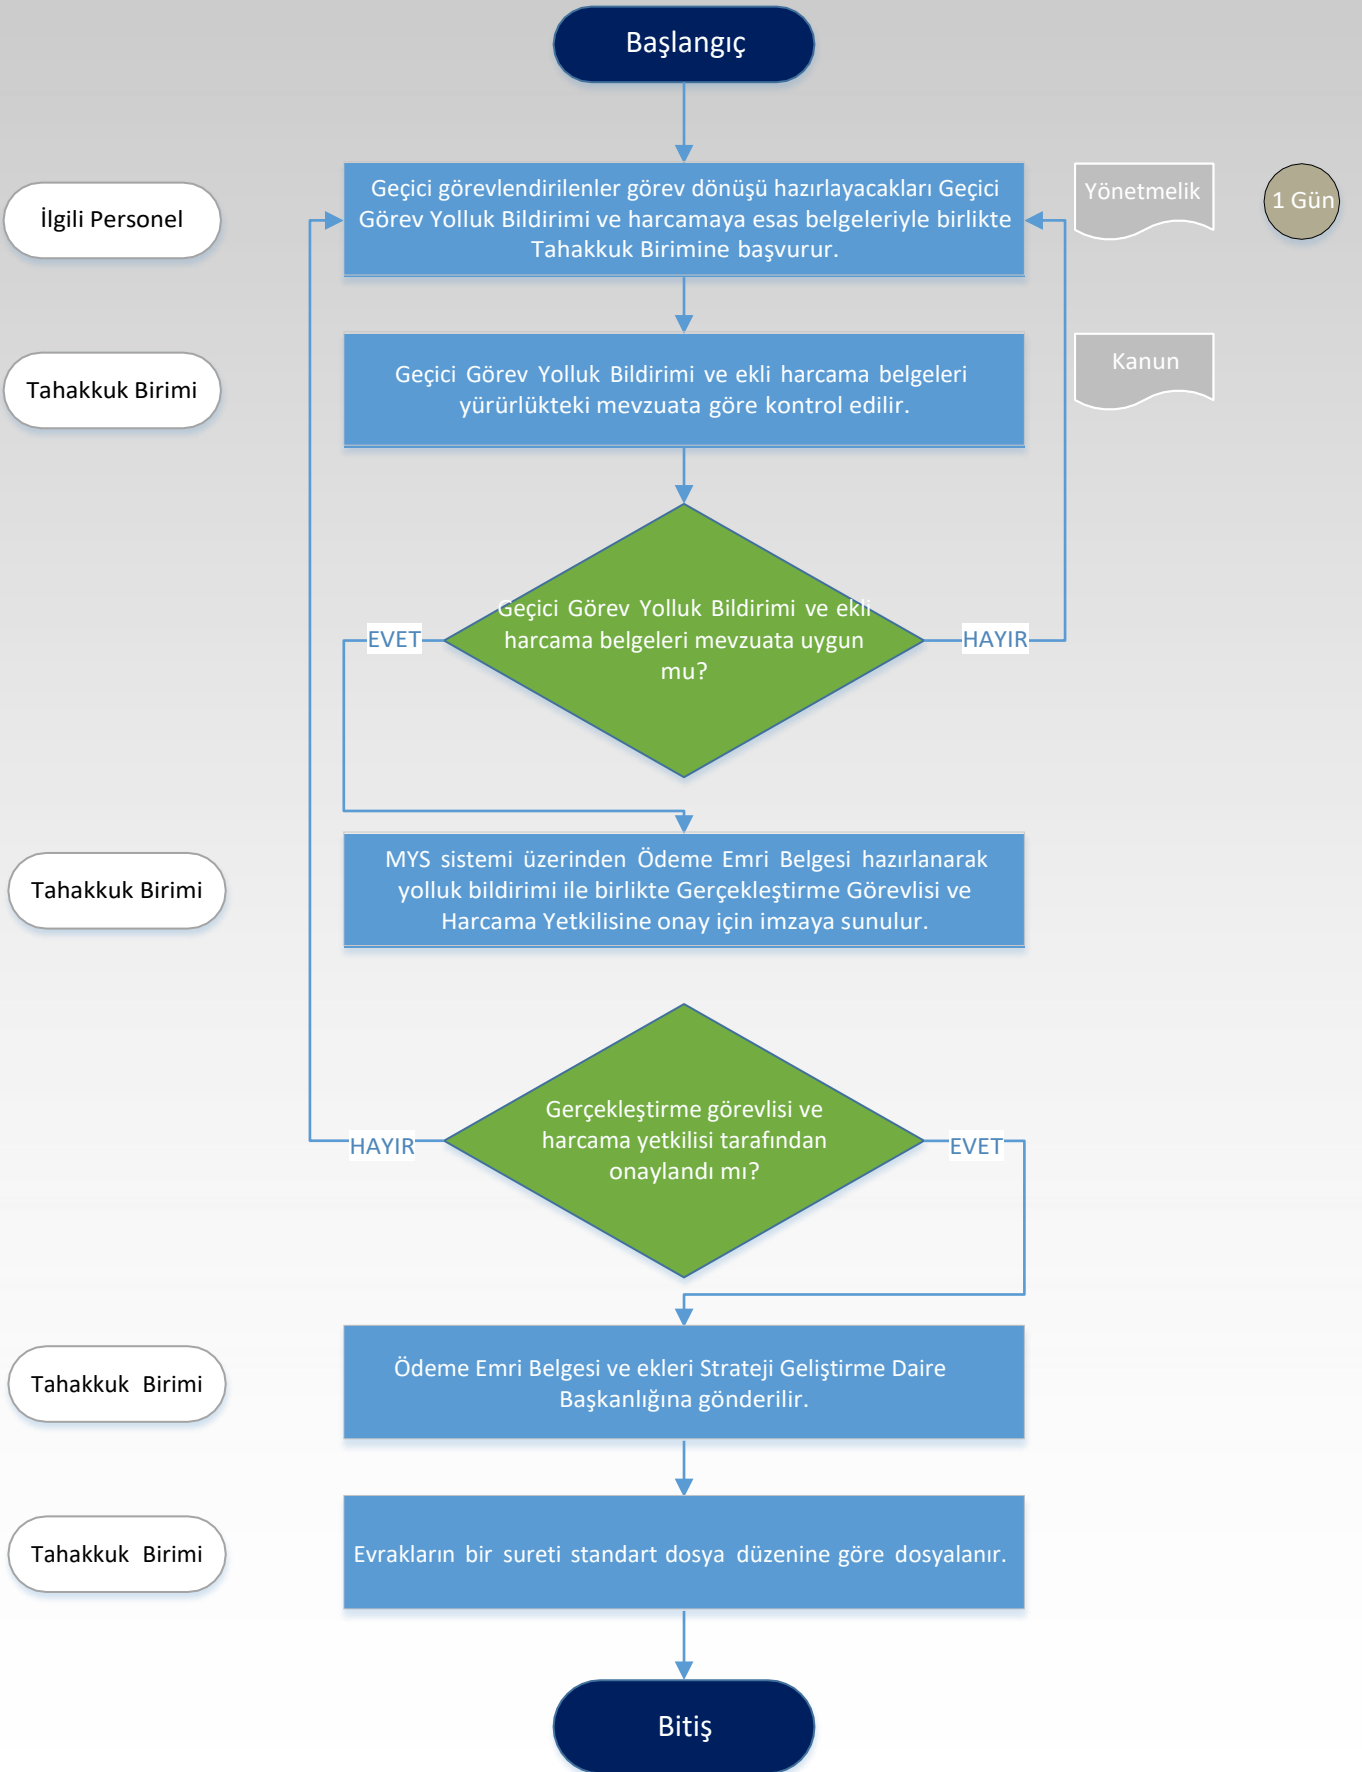 Başlangıç
İlgili Personel
Geçici görevlendirilenler görev dönüşü hazırlayacakları Geçici
Görev Yolluk Bildirimi ve harcamaya esas belgeleriyle birlikte
Tahakkuk Birimine başvurur.
Yönetmelik
1 Gün
Tahakkuk Birimi
Geçici Görev Yolluk Bildirimi ve ekli harcama belgeleri
yürürlükteki mevzuata göre kontrol edilir.
Kanun
Geçici Görev Yolluk Bildirimi ve ekli
harcama belgeleri mevzuata uygun
mu?
EVET
HAYIR
Tahakkuk Birimi
MYS sistemi üzerinden Ödeme Emri Belgesi hazırlanarak
yolluk bildirimi ile birlikte Gerçekleştirme Görevlisi ve
Harcama Yetkilisine onay için imzaya sunulur.
Gerçekleştirme görevlisi ve
harcama yetkilisi tarafından
onaylandı mı?
HAYIR
EVET
Tahakkuk Birimi
Ödeme Emri Belgesi ve ekleri Strateji Geliştirme Daire
Başkanlığına gönderilir.
Tahakkuk Birimi
Evrakların bir sureti standart dosya düzenine göre dosyalanır.
Bitiş